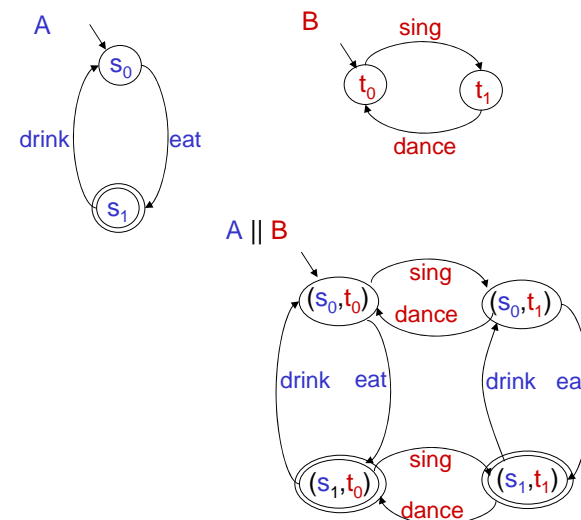 A
B
sing
s0
t0
t1
drink
eat
dance
s1
A || B
sing
(s0,t0)
(s0,t1)
dance
drink
eat
drink
ea
sing
(s1,t0)
(s1,t1)
dance